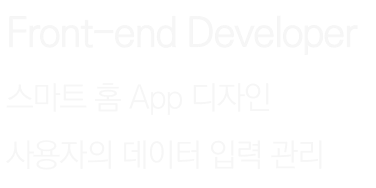 Front-end Developer
스마트 홈 App 디자인
사용자의 데이터 입력 관리